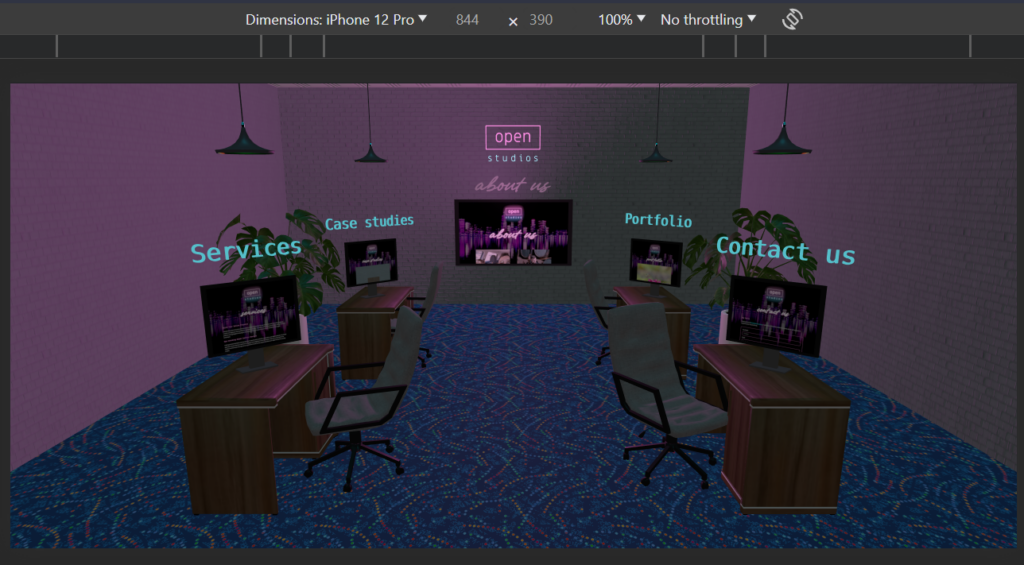 Dimensions: iPhone 12 Pro 844 × 390 100% No throttling
open
studios
about us
Case studies
Portfolio
Services
Contact us
open
about us